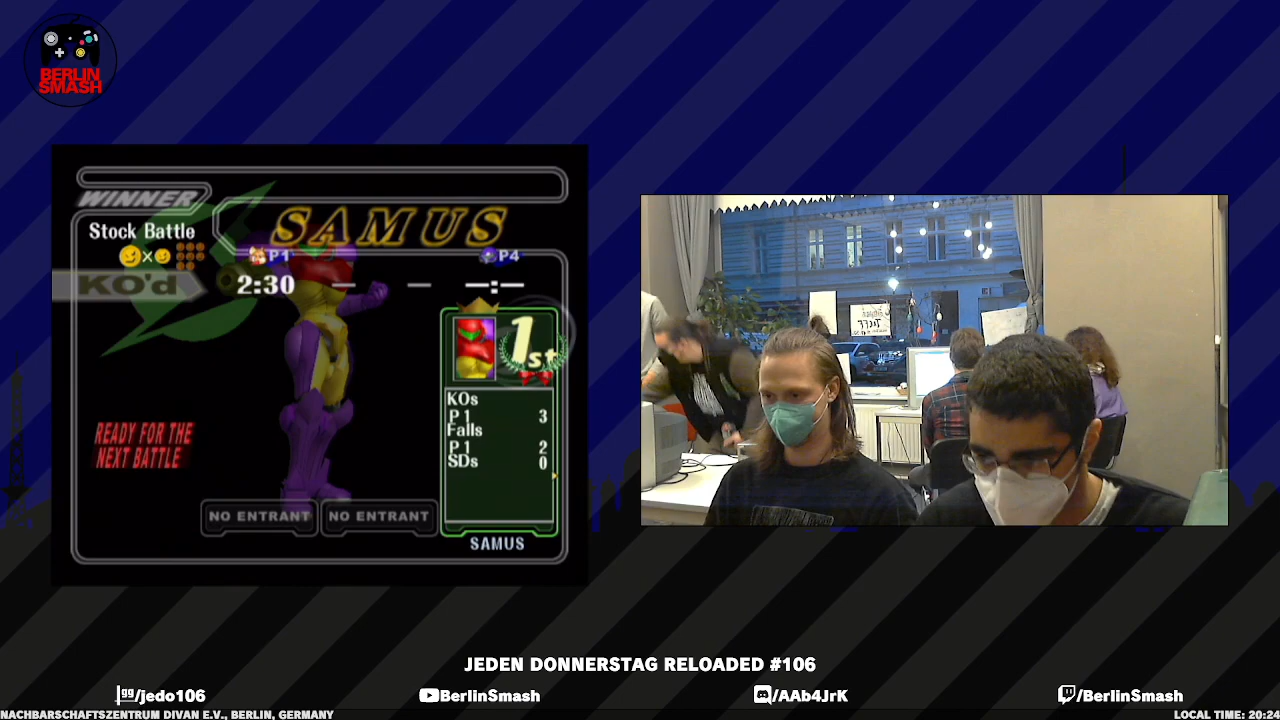 BERLIN
SMASH
WINNER
SAMUS
Stock Battle
P1
P4
KO'd
2:30
1st
KOs
P1 3
Falls
P1 2
SDs 0
READY FOR THE
NEXT BATTLE
NO ENTRANT
NO ENTRANT
SAMUS
JEDEN DONNERSTAG RELOADED #106
gg/jedo106
BerlinSmash
/AAb4JrK
/BerlinSmash
NACHBARSCHAFTSZENTRUM DIVAN E.V., BERLIN, GERMANY
LOCAL TIME: 20:24